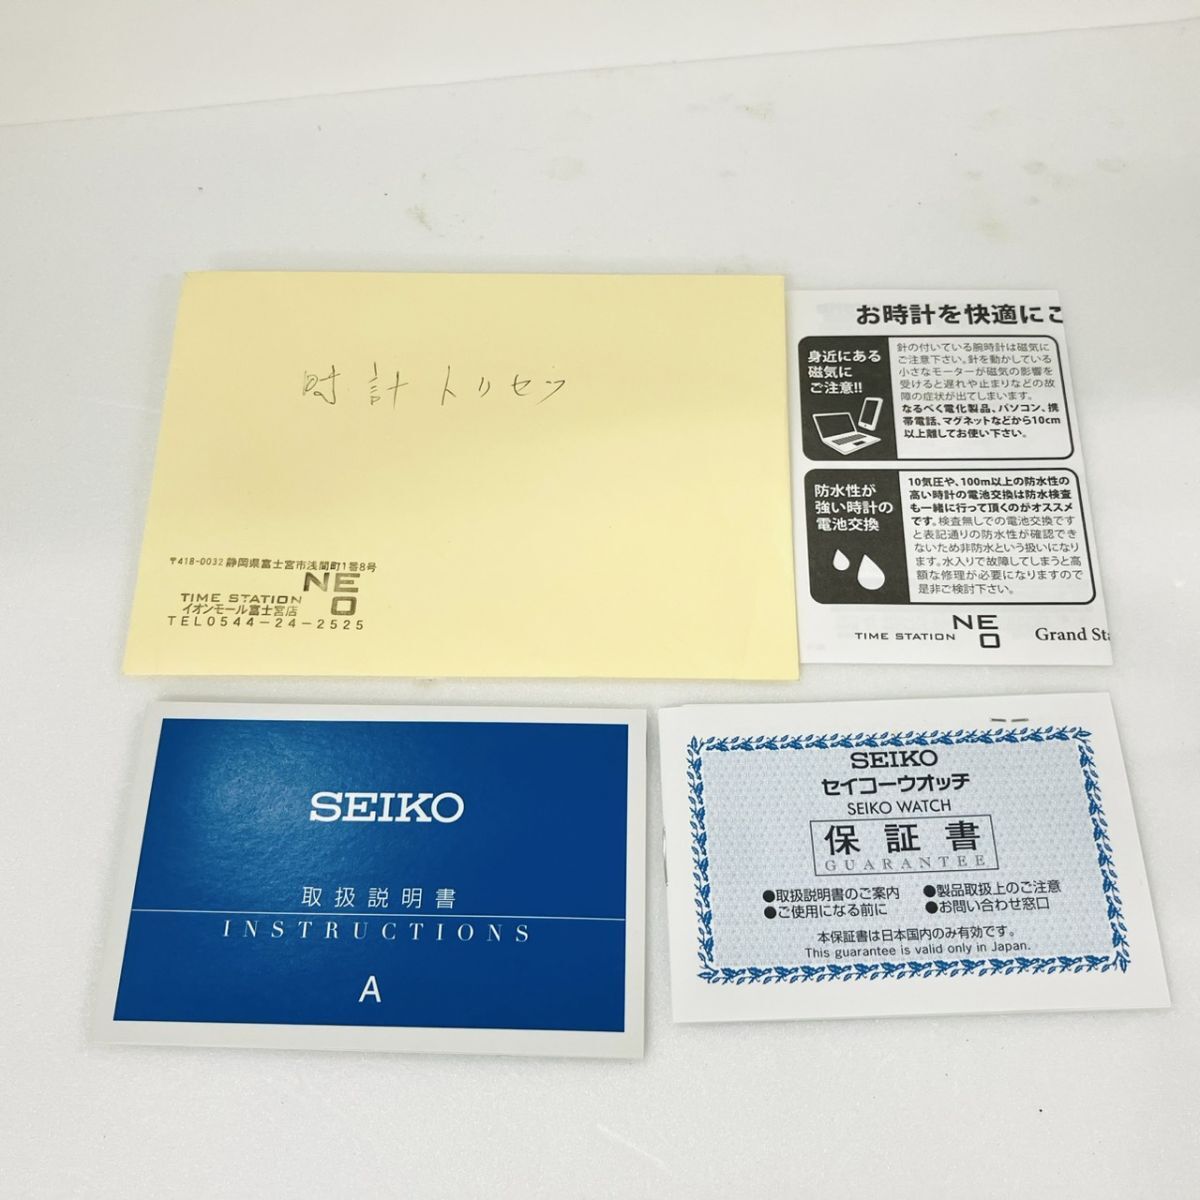 時計トリセツ
〒418-0032 静岡県富士宮市浅間町1番8号
TIME STATION NEO
イオンモール富士宮店
TEL0544-24-2525
お時計を快適にご
身近にある
磁気に
ご注意!!
針の付いている腕時計は磁気に
ご注意下さい。針を動かしている
小さなモーターが磁気の影響を
受けると遅れや止まりなどの故
障の症状が出てしまいます。
なるべく電化製品、パソコン、携
帯電話、マグネットなどから10cm
以上離してお使い下さい。
防水性が
強い時計の
電池交換
10気圧や、100m以上の防水性の
高い時計の電池交換は防水検査
も一緒に行って頂くのがオススメ
です。検査無しでの電池交換です
と表記通りの防水性が確認でき
ないため非防水という扱いになり
ます。水入りで故障してしまうと高
額な修理が必要になりますので
是非ご検討下さい。
TIME STATION NEO Grand Sta
SEIKO
取扱説明書
INSTRUCTIONS
A
SEIKO
セイコーウオッチ
SEIKO WATCH
保証書
GUARANTEE
●取扱説明書のご案内 ●製品取扱上のご注意
●ご使用になる前に ●お問い合わせ窓口
本保証書は日本国内のみ有効です。
This guarantee is valid only in Japan.